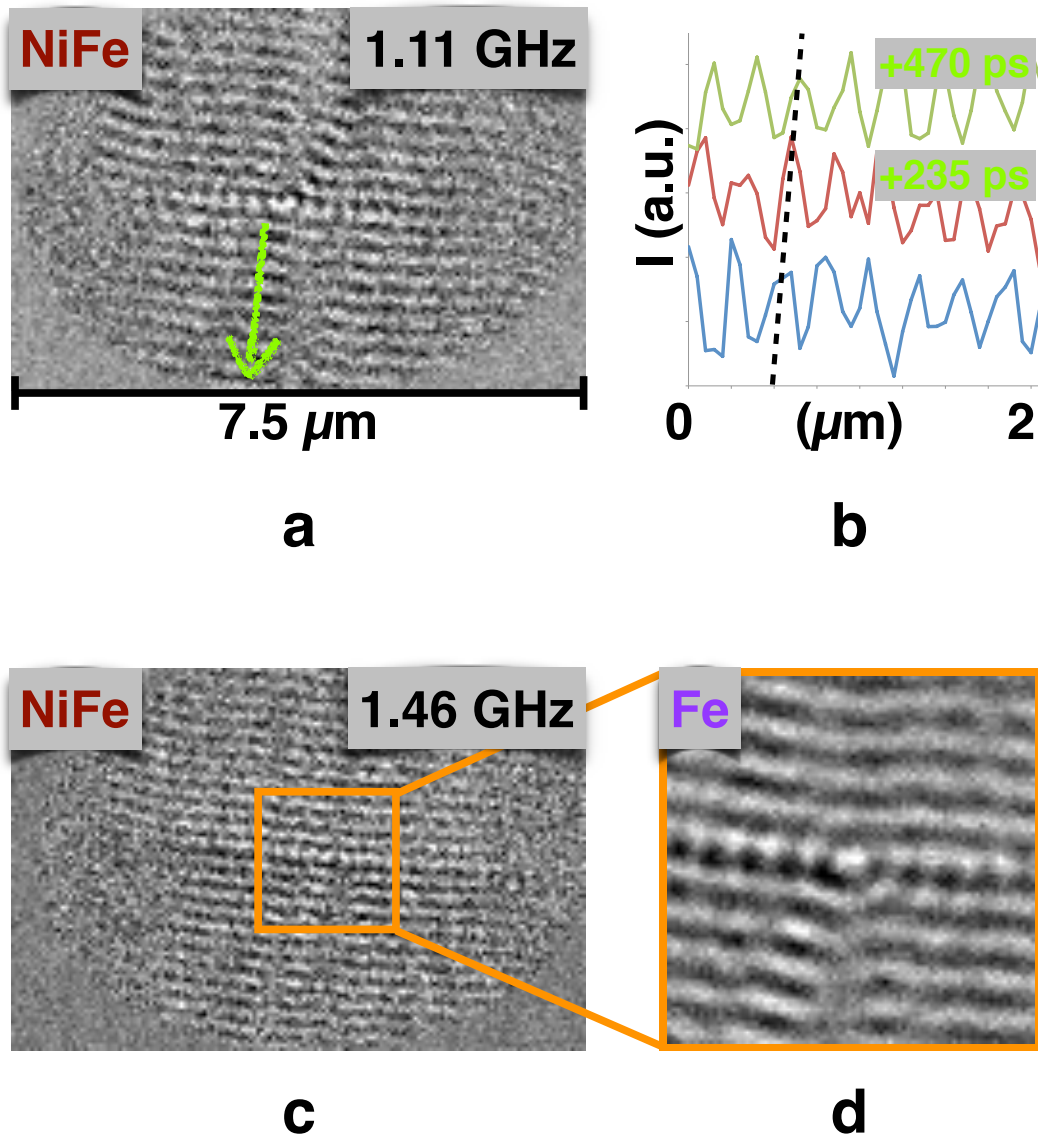 NiFe
1.11 GHz
7.5 µm
a
+470 ps
+235 ps
I (a.u.)
0 (µm) 2
b
NiFe
1.46 GHz
c
Fe
d